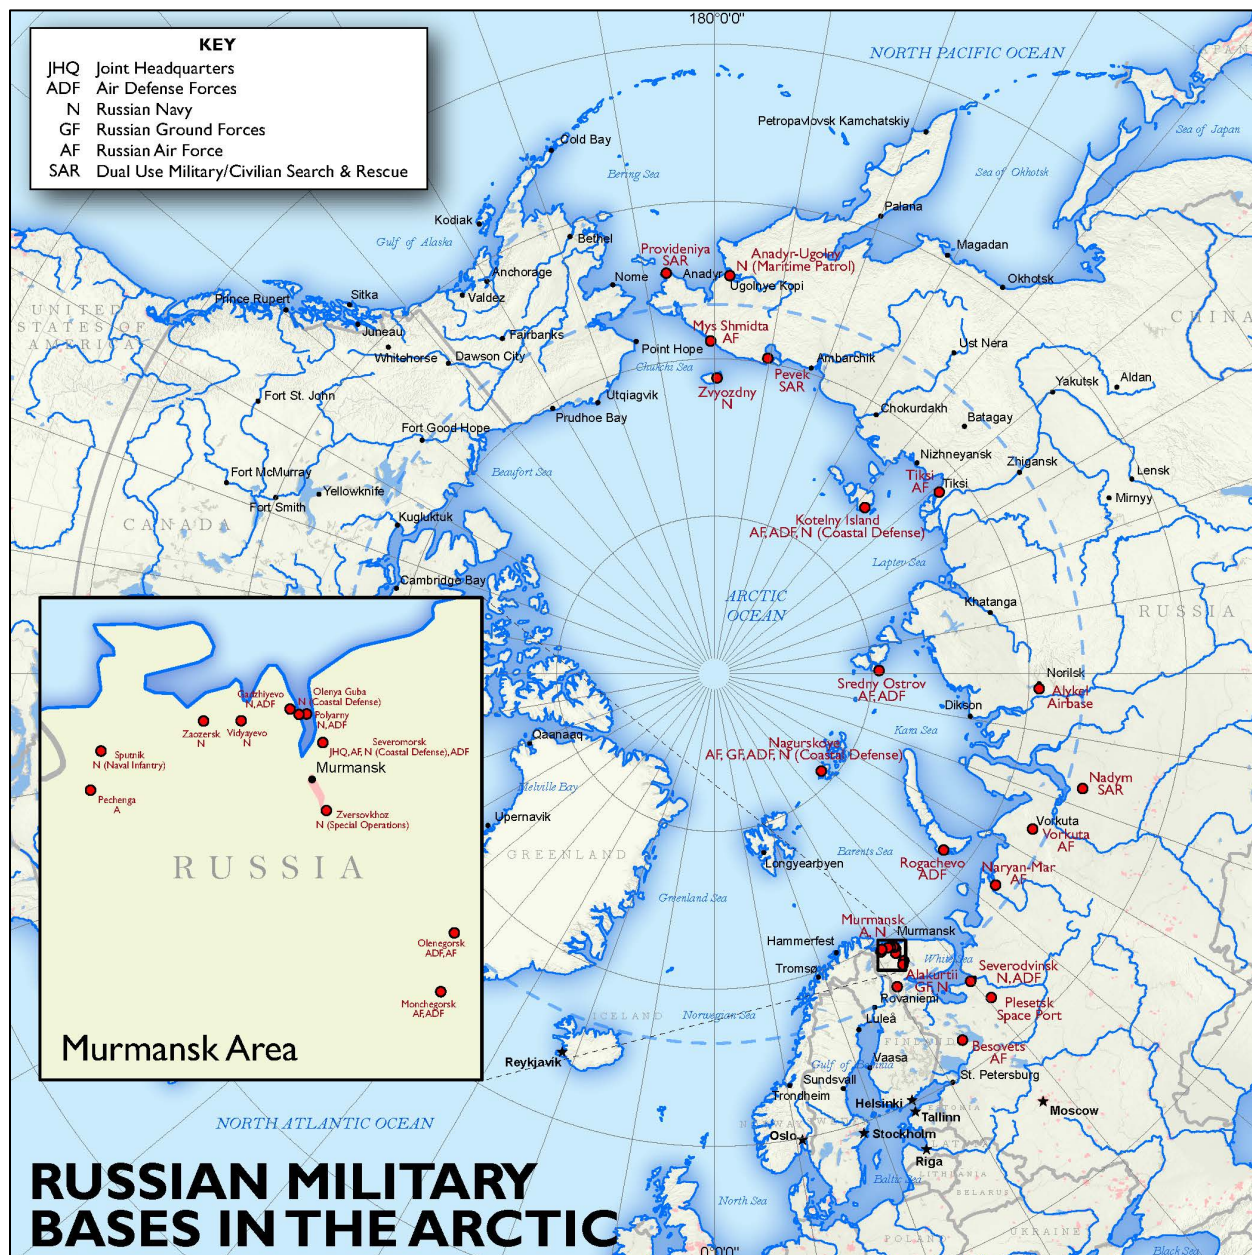 180°0'0"
NORTH PACIFIC OCEAN
JAPAN
KEY
JHQ Joint Headquarters
ADF Air Defense Forces
N Russian Navy
GF Russian Ground Forces
AF Russian Air Force
SAR Dual Use Military/Civilian Search & Rescue
Petropavlovsk Kamchatskiy
Sea of Japan
Cold Bay
Bering Sea
Sea of Okhotsk
Kodiak
Palana
Gulf of Alaska
Bethel
Magadan
Provideniya
SAR
Anadyr-Ugolny
N (Maritime Patrol)
Anadyr
Ugolnye Kopi
Anchorage
Nome
Okhotsk
Valdez
Sitka
Prince Rupert
UNITED
STATES OF
AMERICA
CHINA
Juneau
Fairbanks
Mys Shmidta
AF
Point Hope
Whitehorse
Dawson City
Chukchi Sea
Pevek
SAR
Ambarchik
Ust Nera
Zvyozdny
N
Yakutsk
Aldan
Fort St. John
Utqiagvik
Prudhoe Bay
Chokurdakh
Batagay
Fort Good Hope
Nizhneyansk
Zhigansk
Lensk
Beaufort Sea
Tiksi
AF
Tiksi
Mirnyy
Fort McMurray
Fort Smith
Yellowknife
CANADA
Kugluktuk
Kotelny Island
AF, ADF, N (Coastal Defense)
Laptev Sea
Cambridge Bay
ARCTIC
OCEAN
Khatanga
RUSSIA
Norilsk
Alykel
Airbase
Sredny Ostrov
AF, ADF
Dikson
Kara Sea
Qaanaaq
Nagurskoye
AF, GF, ADF, N (Coastal Defense)
Melville Bay
Nadym
SAR
Upernavik
Vorkuta
Vorkuta
AF
GREENLAND
Longyearbyen
Barents Sea
Rogachevo
ADF
Naryan-Mar
AF
Greenland Sea
Murmansk
A, N
Murmansk
Hammerfest
White Sea
Tromsø
Alakurtii
GF, N
Severodvinsk
N, ADF
Rovaniemi
Plesetsk
Space Port
ICELAND
Norwegian Sea
Luleå
FINLAND
Besovets
AF
Reykjavik
Vaasa
Gulf of Bothnia
Sundsvall
St. Petersburg
Trondheim
Helsinki
ESTONIA
Tallinn
Moscow
NORWAY
SWEDEN
Oslo
Stockholm
LATVIA
Riga
LITHUANIA
Baltic Sea
BELARUS
North Sea
POLAND
UKRAINE
Black Sea
0°0'0"
NORTH ATLANTIC OCEAN
Gadzhiyevo
N, ADF
Olenya Guba
N (Coastal Defense)
Polyarny
N, ADF
Zaozersk
N
Vidyayevo
N
Severomorsk
JHQ, AF, N (Coastal Defense), ADF
Sputnik
N (Naval Infantry)
Murmansk
Pechenga
A
Zversovkhoz
N (Special Operations)
RUSSIA
Olenegorsk
ADF, AF
Monchegorsk
AF, ADF
Murmansk Area
RUSSIAN MILITARY
BASES IN THE ARCTIC